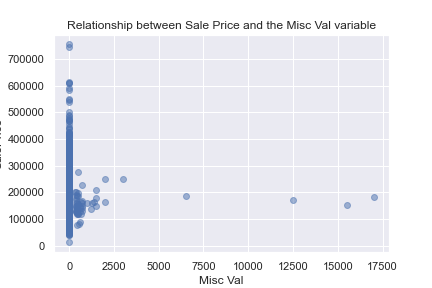 Relationship between Sale Price and the Misc Val variable
700000
600000
500000
400000
300000
200000
100000
0
0 2500 5000 7500 10000 12500 15000 17500
Misc Val